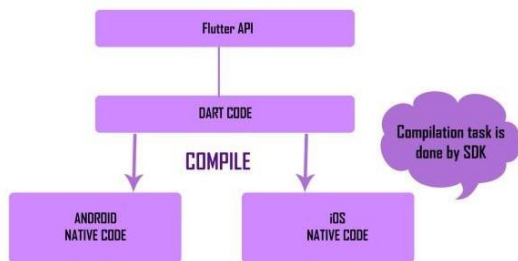 Flutter API
DART CODE
COMPILE
Compilation task is
done by SDK
ANDROID
NATIVE CODE
iOS
NATIVE CODE